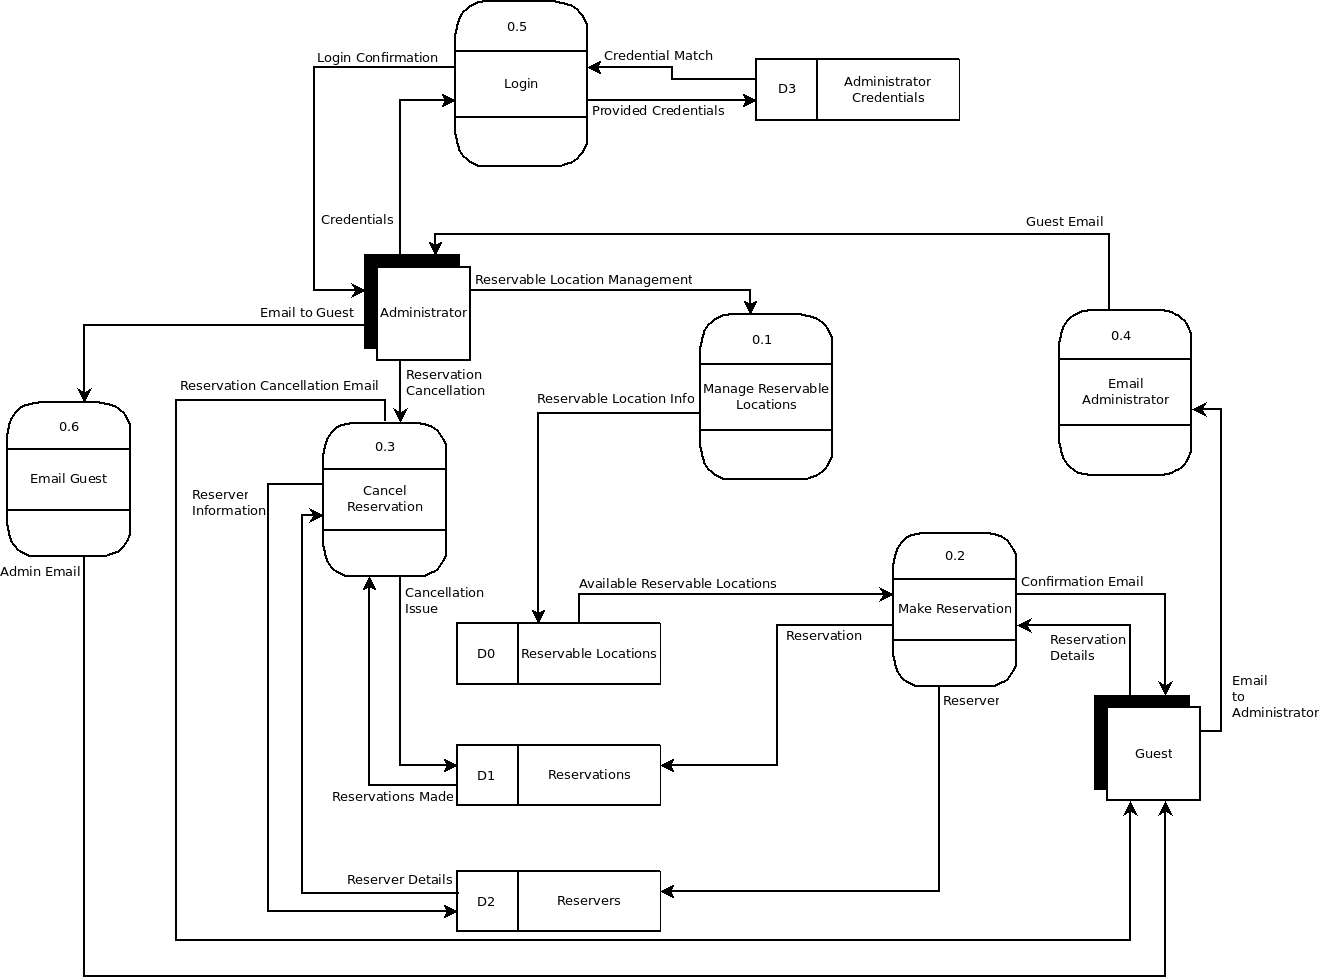 0.5
Login Confirmation
Credential Match
Login
D3
Administrator
Credentials
Provided Credentials
Credentials
Guest Email
Reservable Location Management
Email to Guest
Administrator
0.1
0.4
Reservation
Cancellation
Reservation Cancellation Email
Manage Reservable
Locations
Email
Administrator
Reservable Location Info
0.6
0.3
Email Guest
Cancel
Reservation
Reserver
Information
0.2
Admin Email
Cancellation
Issue
Available Reservable Locations
Confirmation Email
Make Reservation
Reservation
Reservation
Details
D0
Reservable Locations
Email
to
Administrator
Reserver
Guest
D1
Reservations
Reservations Made
Reserver Details
D2
Reservers